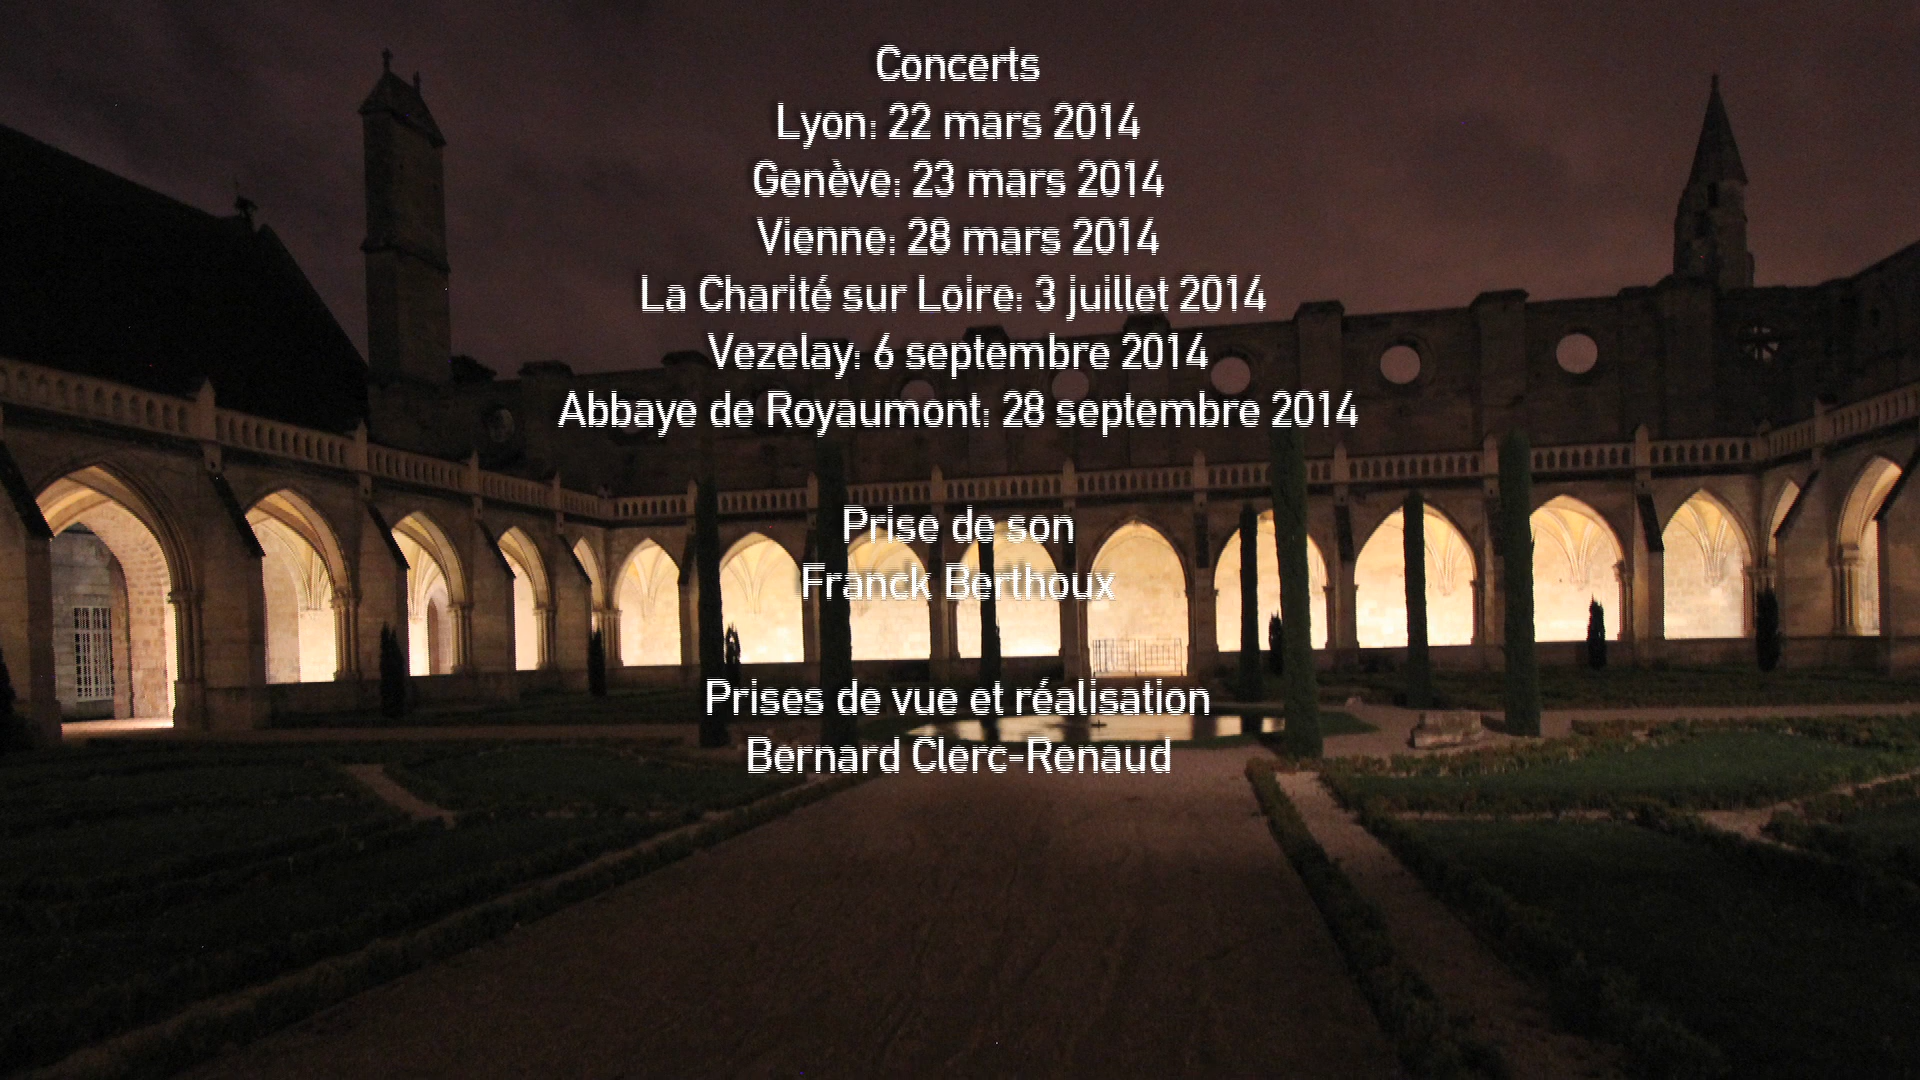 Concerts
Lyon: 22 mars 2014
Genève: 23 mars 2014
Vienne: 28 mars 2014
La Charité sur Loire: 3 juillet 2014
Vezelay: 6 septembre 2014
Abbaye de Royaumont: 28 septembre 2014
Prise de son
Franck Berthoux
Prises de vue et réalisation
Bernard Clerc-Renaud